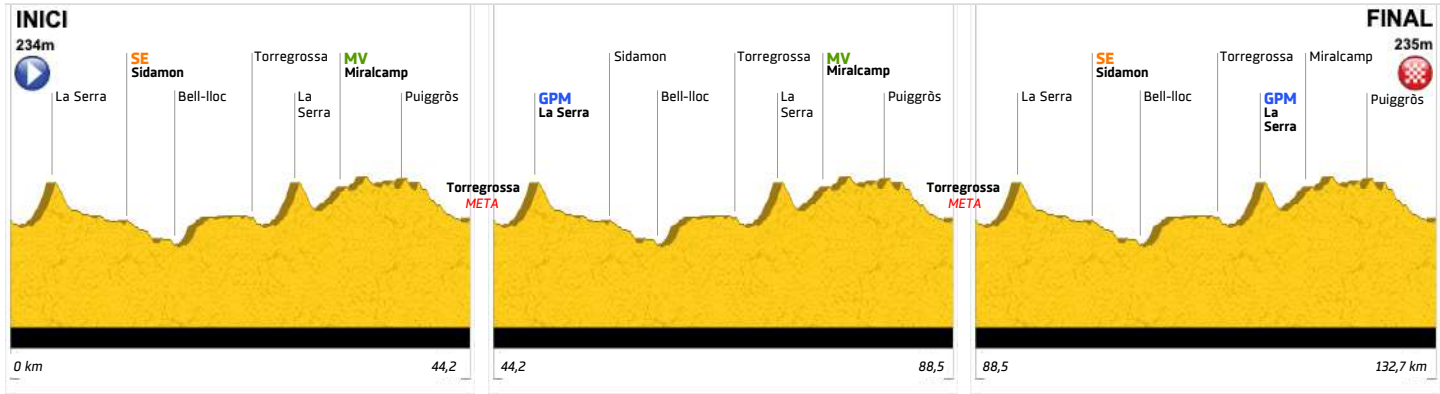 INICI
234m
SE
Sidamon
Torregrossa
MV
Miralcamp
La Serra
Bell-lloc
La
Serra
Puiggròs
Torregrossa
META
0 km
44,2
Sidamon
Torregrossa
MV
Miralcamp
GPM
La Serra
Bell-lloc
La
Serra
Puiggròs
Torregrossa
META
44,2
88,5
FINAL
235m
SE
Sidamon
Torregrossa
Miralcamp
La Serra
Bell-lloc
GPM
La
Serra
Puiggròs
88,5
132,7 km